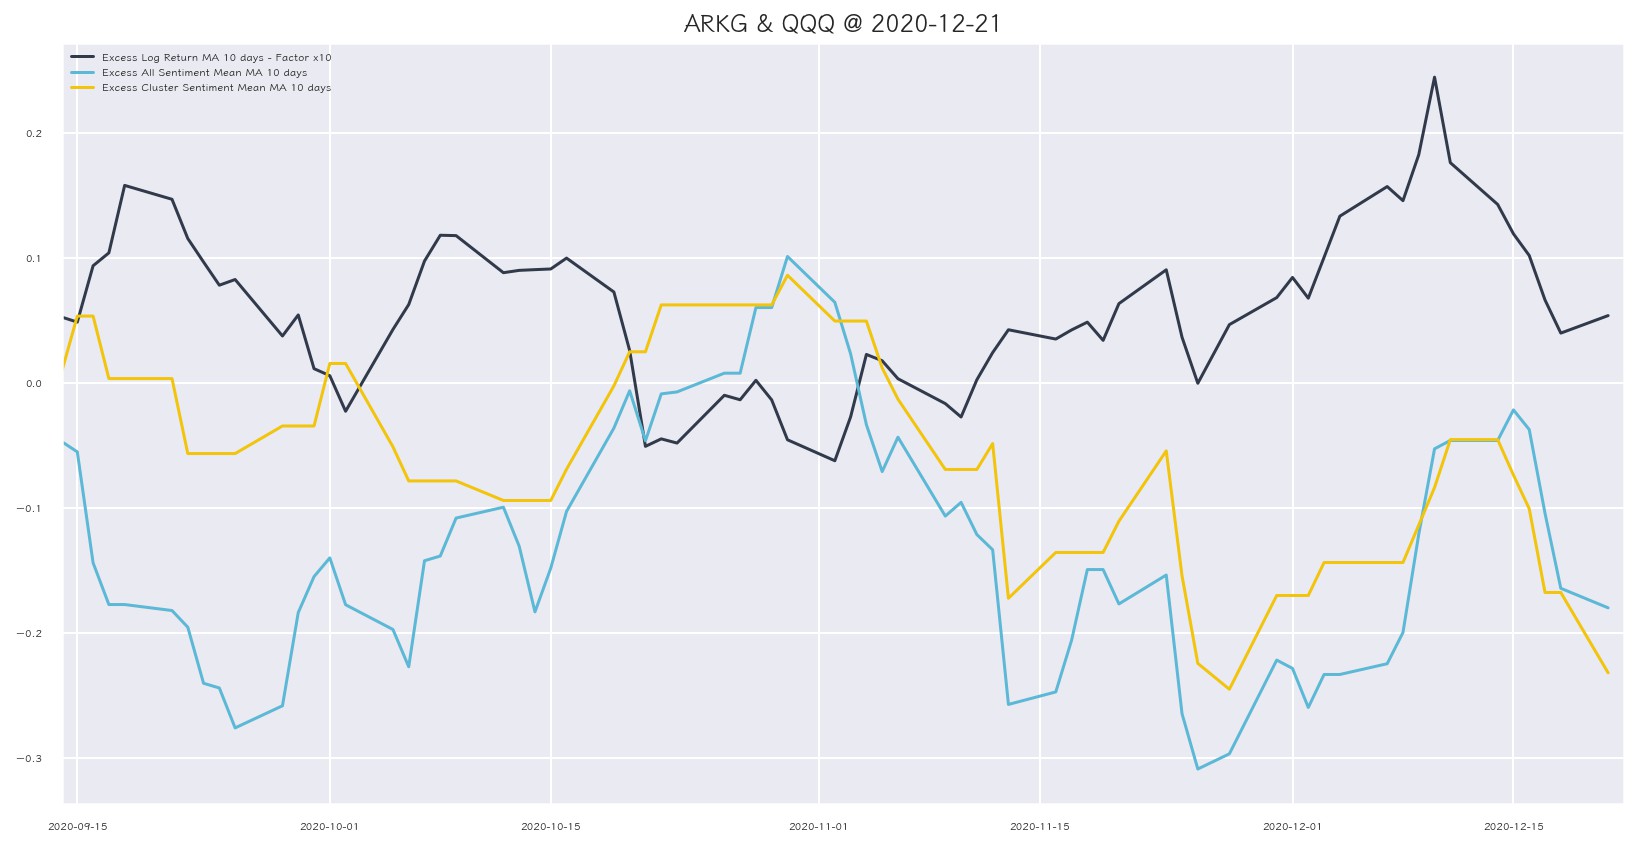 ARKG & QQQ @ 2020-12-21
Excess Log Return MA 10 days - Factor x10
Excess All Sentiment Mean MA 10 days
Excess Cluster Sentiment Mean MA 10 days
0.2
0.1
0.0
−0.1
−0.2
−0.3
2020-09-15 2020-10-01 2020-10-15 2020-11-01 2020-11-15 2020-12-01 2020-12-15